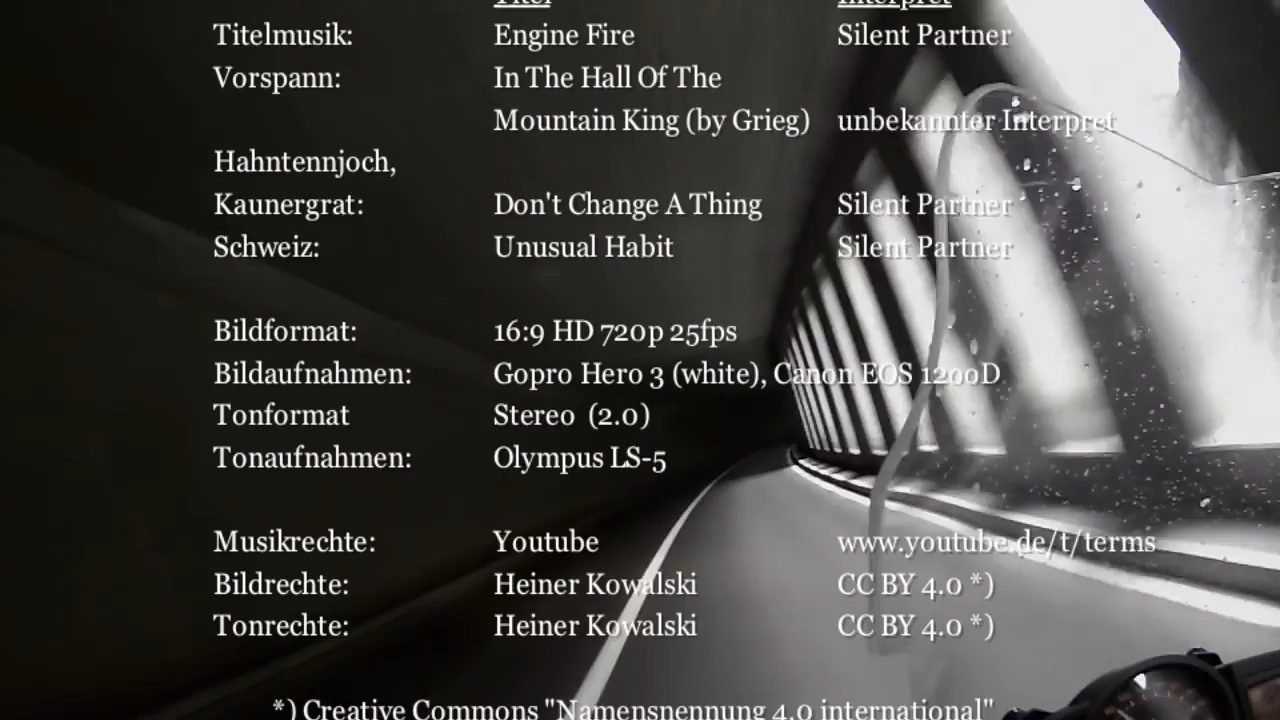 Titel Interpret
Titelmusik: Engine Fire Silent Partner
Vorspann: In The Hall Of The
Mountain King (by Grieg) unbekannter Interpret
Hahntennjoch,
Kaunergrat: Don't Change A Thing Silent Partner
Schweiz: Unusual Habit Silent Partner
Bildformat: 16:9 HD 720p 25fps
Bildaufnahmen: Gopro Hero 3 (white), Canon EOS 1200D
Tonformat Stereo (2.0)
Tonaufnahmen: Olympus LS-5
Musikrechte: Youtube www.youtube.de/t/terms
Bildrechte: Heiner Kowalski CC BY 4.0 *)
Tonrechte: Heiner Kowalski CC BY 4.0 *)
*) Creative Commons "Namensnennung 4.0 international"